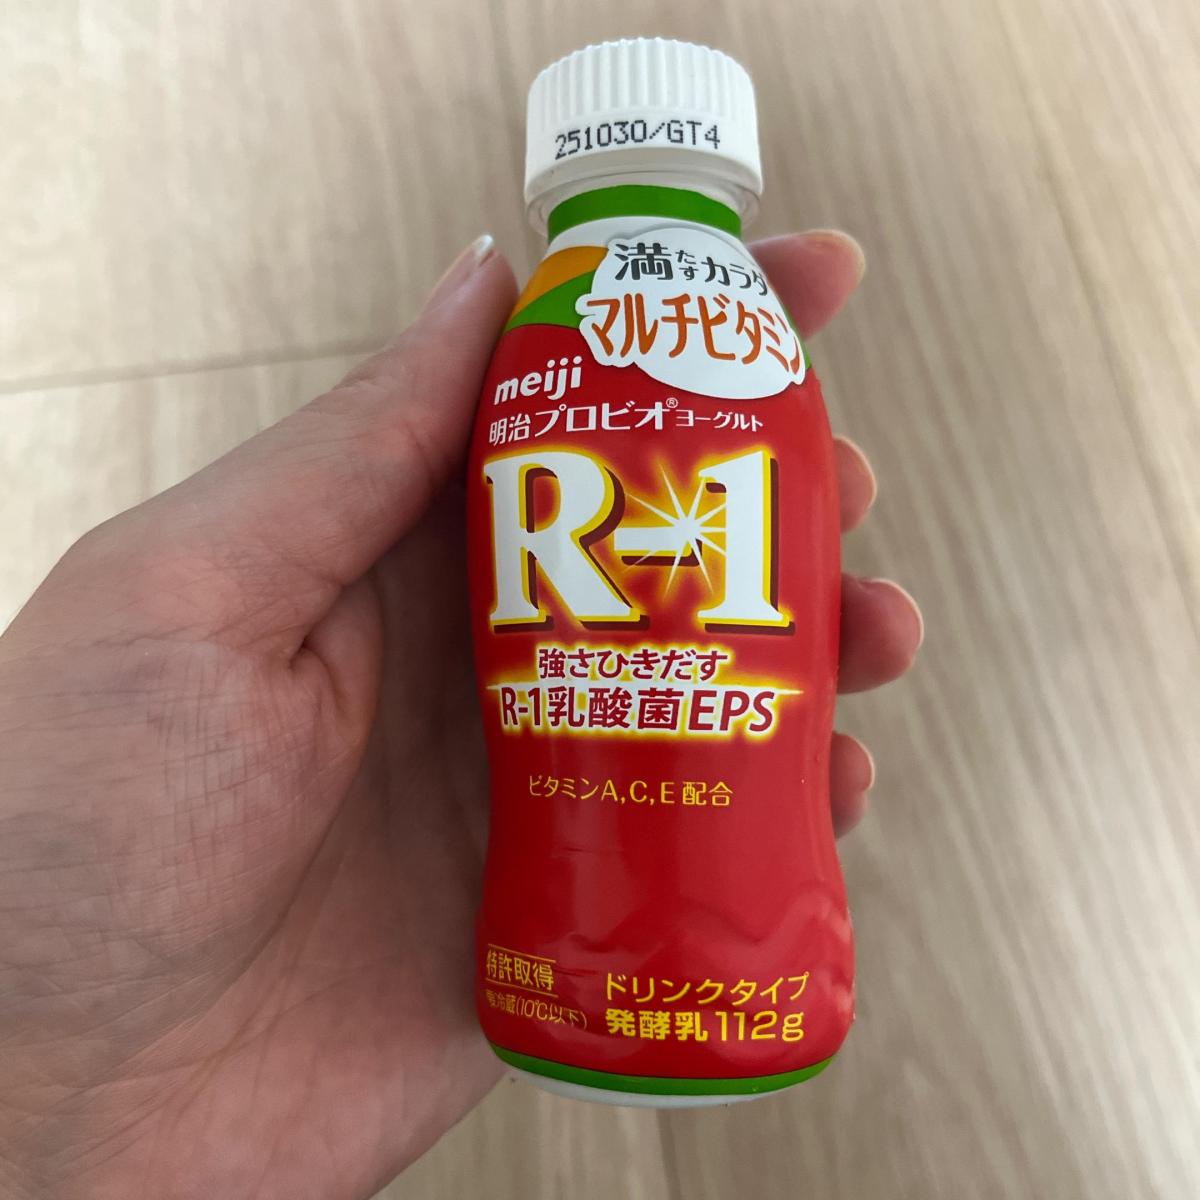 251030/GT4
満たすカラダ
マルチビタミン
meiji
明治プロビオ®ヨーグルト
R-1
強さひきだす
R-1乳酸菌EPS
ビタミンA,C,E配合
特許取得
要冷蔵(10℃以下)
ドリンクタイプ
発酵乳112g